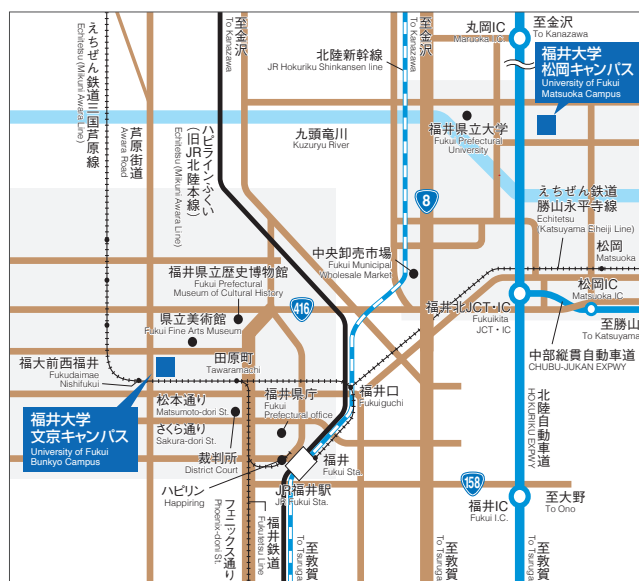 えちぜん鉄道三国芦原線
Echitetsu (Mikuni Awara Line)
芦原街道
Awara Road
ハピライン・ふくい
(旧JR北陸本線)
Echitetsu (Mikuni Awara Line)
至金沢
To Kanazawa
北陸新幹線
JR Hokuriku Shinkansen line
至金沢
To Kanazawa
丸岡IC
Maruoka IC
至金沢
To Kanazawa
福井大学
松岡キャンパス
University of Fukui
Matsuoka Campus
九頭竜川
Kuzuryu River
福井県立大学
Fukui Prefectural
University
8
えちぜん鉄道
勝山永平寺線
Echitetsu
(Katsuyama Eiheiji Line)
松岡
Matsuoka
中央卸売市場
Fukui Municipal
Wholesale Market
福井県立歴史博物館
Fukui Prefectural
Museum of Cultural History
416
福井北JCT・IC
Fukuikita
JCT・IC
松岡IC
Matsuoka IC
至勝山
To Katsuyama
中部縦貫自動車道
CHUBU-JUKAN EXPWY
県立美術館
Fukui Fine Arts Museum
福大前西福井
Fukudaimae
Nishifukui
田原町
Tawaramachi
福井口
Fukuiguchi
福井大学
文京キャンパス
University of Fukui
Bunkyo Campus
松本通り
Matsumoto-dori St.
さくら通り
Sakura-dori St.
福井県庁
Fukui
Prefectural office
裁判所
District Court
ハピリン
Happiring
福井
Fukui Sta.
JR福井駅
JR Fukui Sta.
フェニックス通り
Phoenix-doni St.
福井鉄道
Fukutetsu Line
至敦賀
To Tsuruga
至敦賀
To Tsuruga
158
福井IC
Fukui I.C.
北陸自動車道
HOKURIKU EXPWY
至大野
To Ono
至敦賀
To Tsuruga